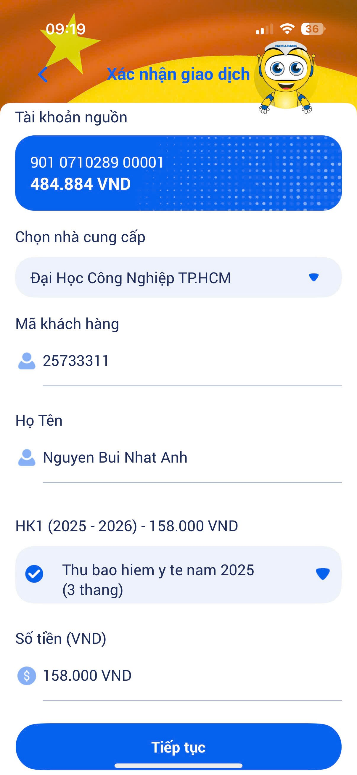 09:19
36
Xác nhận giao dịch
Tài khoản nguồn
901 0710289 00001
484.884 VND
Chọn nhà cung cấp
Đại Học Công Nghiệp TP.HCM
Mã khách hàng
25733311
Họ Tên
Nguyen Bui Nhat Anh
HK1 (2025 - 2026) - 158.000 VND
Thu bao hiem y te nam 2025
(3 thang)
Số tiền (VND)
$ 158.000 VND
Tiếp tục